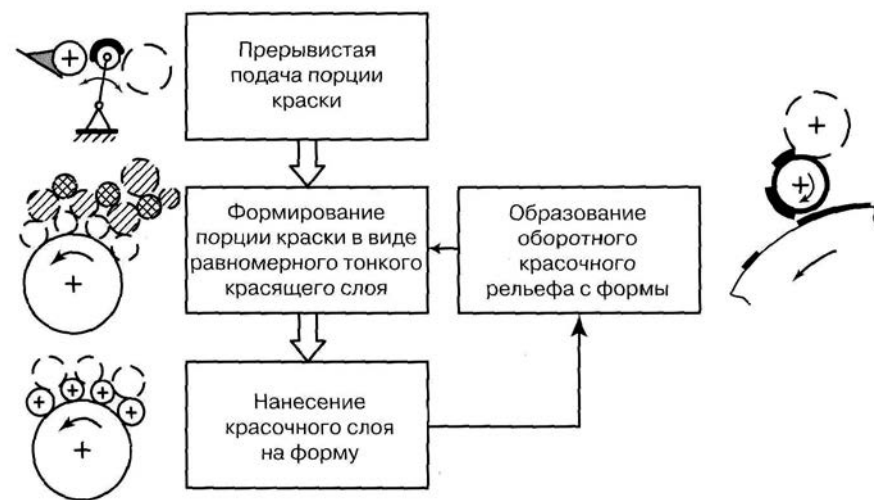 Прерывистая
подача порции
краски
Формирование
порции краски в виде
равномерного тонкого
красящего слоя
Образование
оборотного
красочного
рельефа с формы
Нанесение
красочного слоя
на форму